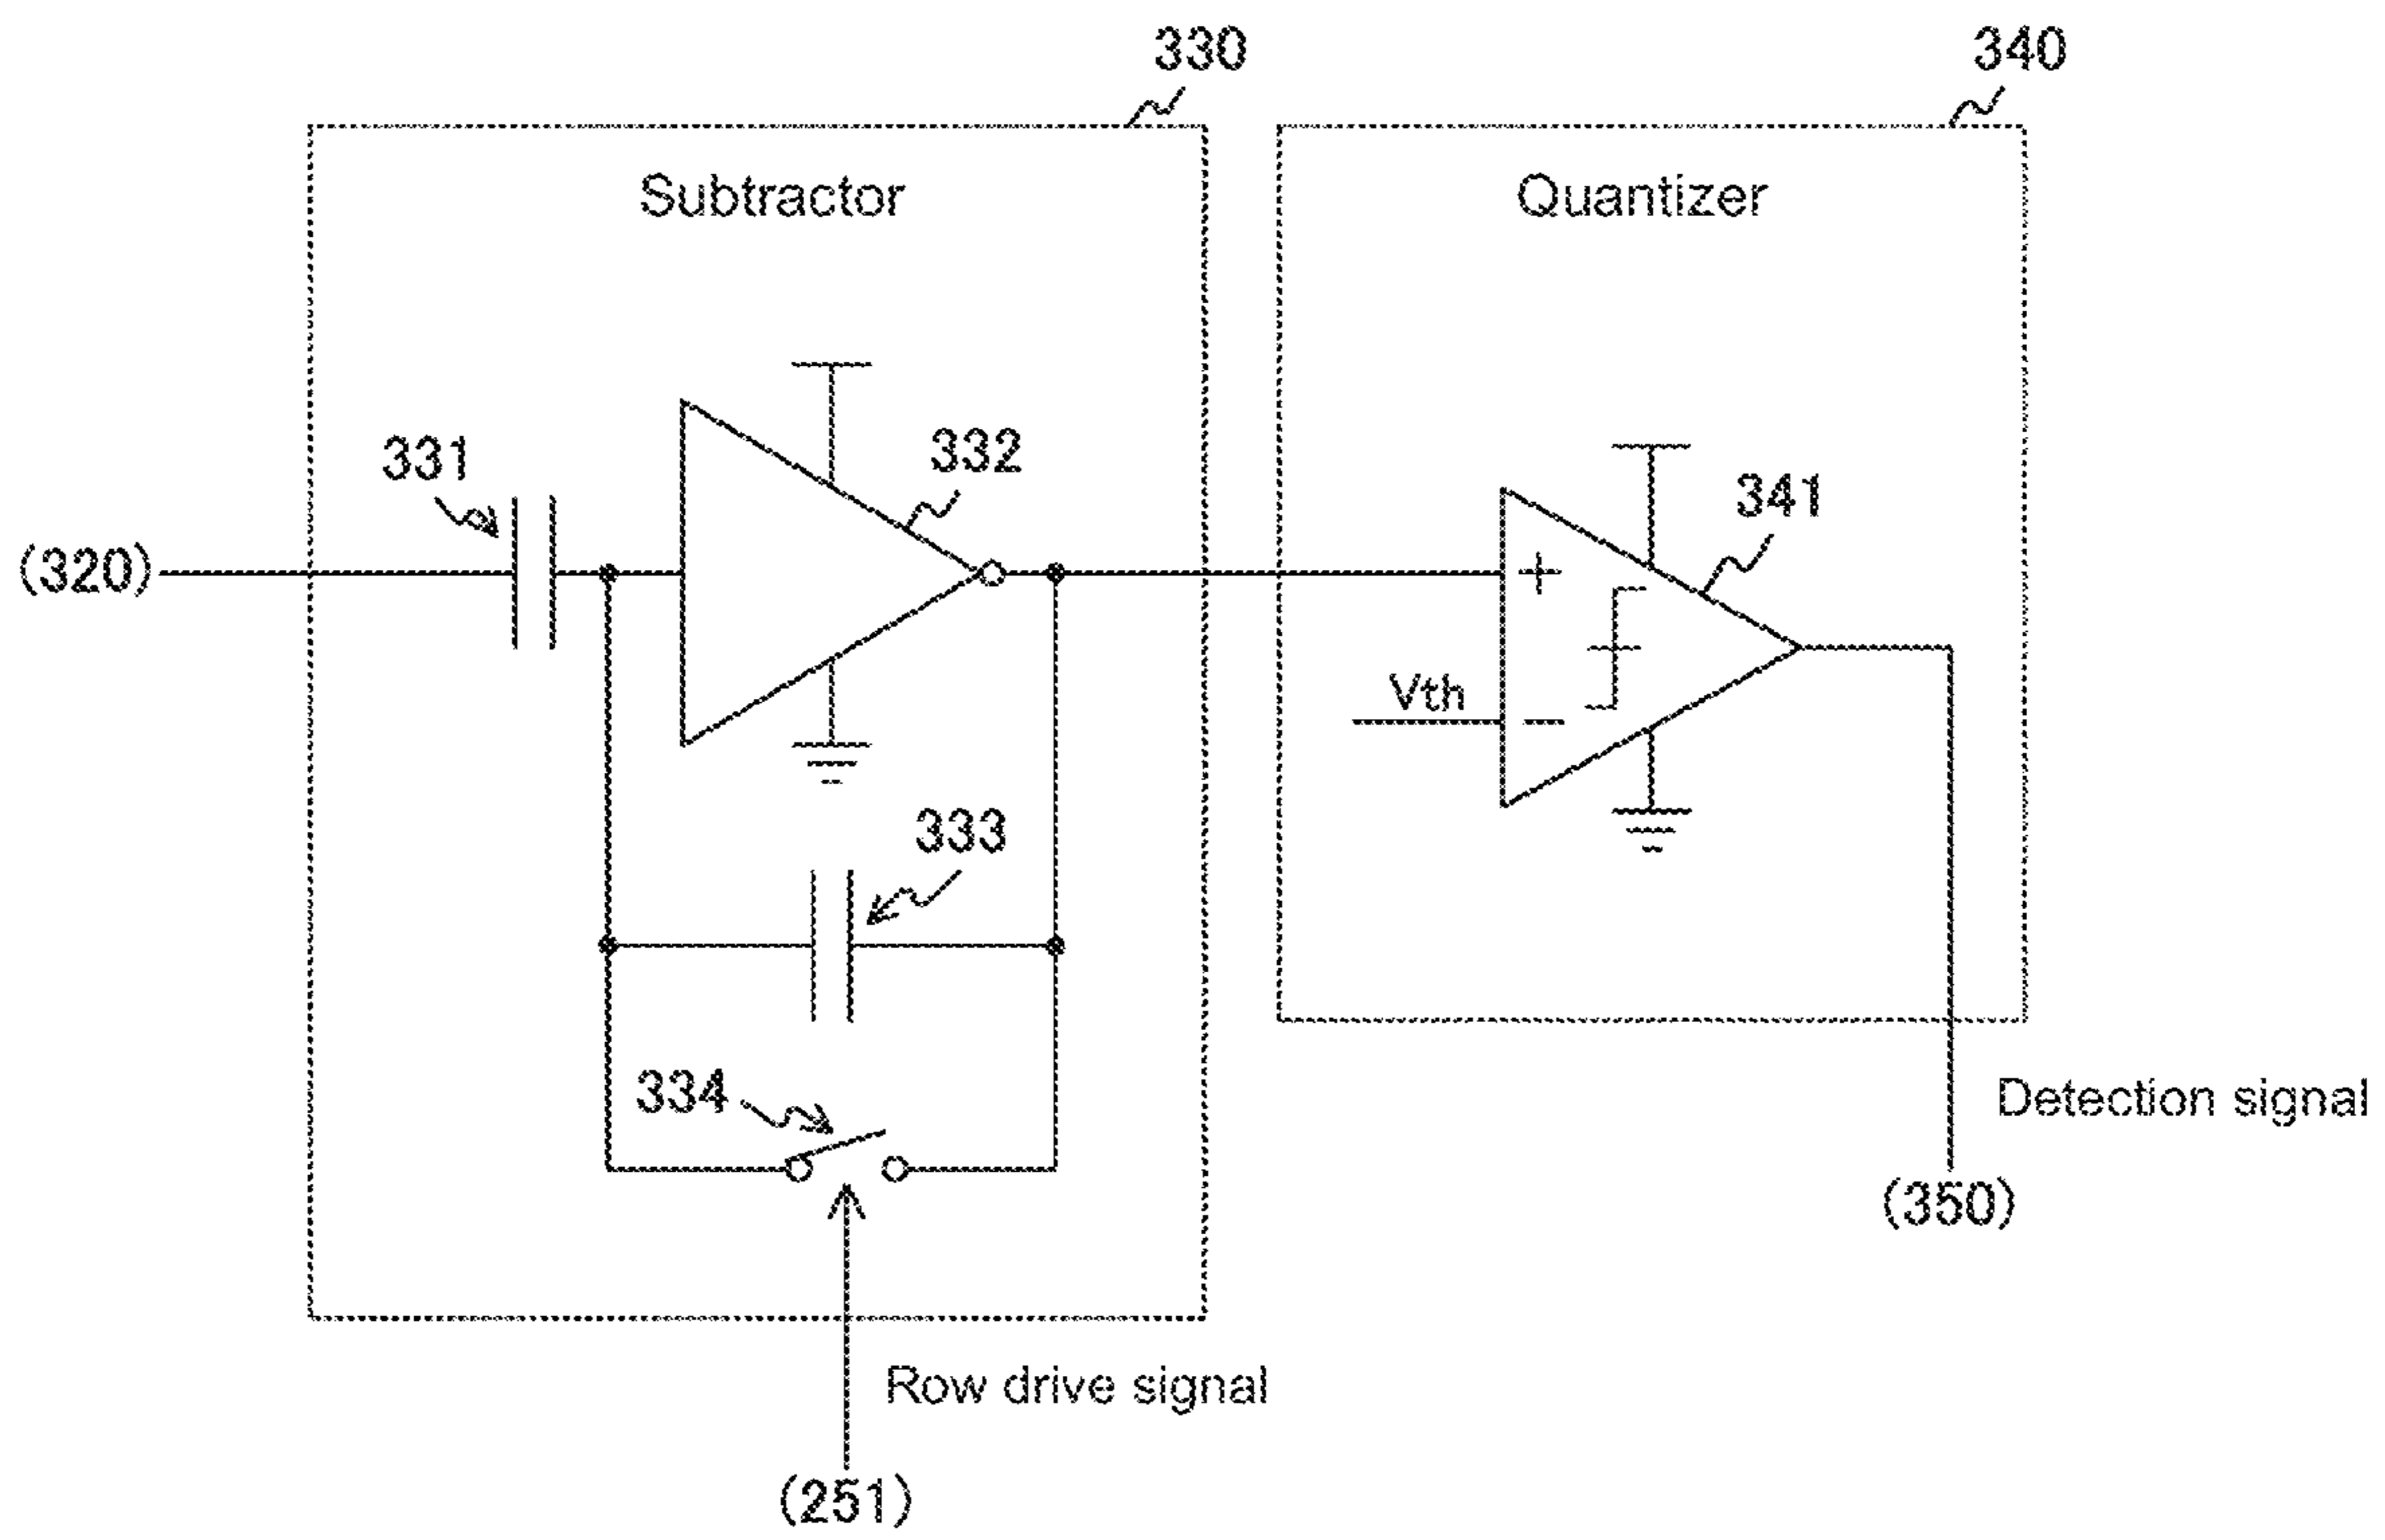 330
340
Subtractor
Quantizer
331
332
341
(320)
+
Vth
−
333
334
Detection signal
(350)
Row drive signal
(251)